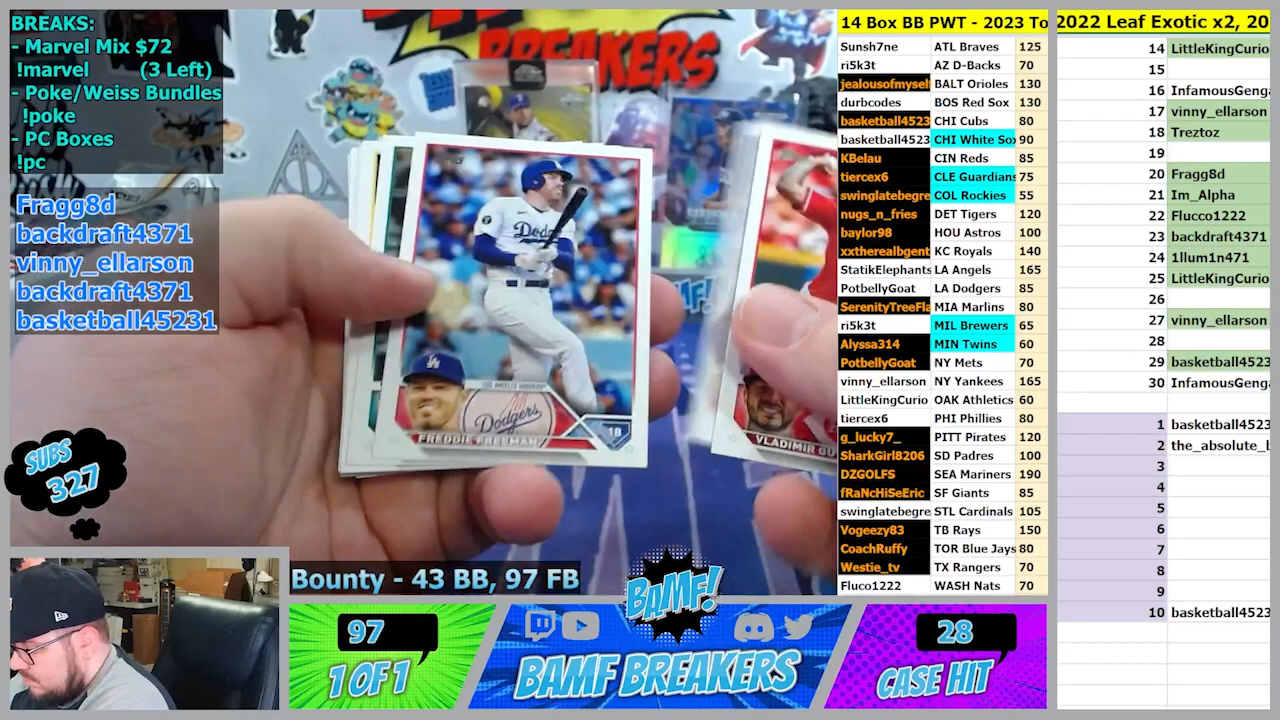 BREAKS:
- Marvel Mix $72
!marvel (3 Left)
- Poke/Weiss Bundles
!poke
- PC Boxes
!pc
Fragg8d
backdraft4371
vinny_ellarson
backdraft4371
basketball45231
SUBS
327
BREAKERS
Dodgers
LOS ANGELES DODGERS
Dodgers
FREDDIE FREEMAN
1B
VLADIMIR GU
Bounty - 43 BB, 97 FB
97
1 OF 1
BAMF!
BAMF BREAKERS
28
CASE HIT
14 Box BB PWT - 2023 To
Sunsh7ne ATL Braves 125
ri5k3t AZ D-Backs 70
jealousofmysel BALT Orioles 130
durbcodes BOS Red Sox 130
basketball4523 CHI Cubs 80
basketball4523 CHI White Sox 90
KBelau CIN Reds 85
tiercex6 CLE Guardians 75
swinglatebegre COL Rockies 55
nugs_n_fries DET Tigers 120
baylor98 HOU Astros 100
xxtherealbgent KC Royals 140
StatikElephants LA Angels 165
PotbellyGoat LA Dodgers 85
SerenityTreeFla MIA Marlins 80
ri5k3t MIL Brewers 65
Alyssa314 MIN Twins 60
PotbellyGoat NY Mets 70
vinny_ellarson NY Yankees 165
LittleKingCurio OAK Athletics 60
tiercex6 PHI Phillies 80
g_lucky7_ PITT Pirates 120
SharkGirl8206 SD Padres 100
DZGOLFS SEA Mariners 190
fRaNcHiSeEric SF Giants 85
swinglatebegre STL Cardinals 105
Vogeezy83 TB Rays 150
CoachRuffy TOR Blue Jays 80
Westie_tv TX Rangers 70
Fluco1222 WASH Nats 70
2022 Leaf Exotic x2, 20
14 LittleKingCurio
15
16 InfamousGenga
17 vinny_ellarson
18 Treztoz
19
20 Fragg8d
21 Im_Alpha
22 Flucco1222
23 backdraft4371
24 1llum1n471
25 LittleKingCurio
26
27 vinny_ellarson
28
29 basketball4523
30 InfamousGenga
1 basketball4523
2 the_absolute_b
3
4
5
6
7
8
9
10 basketball4523